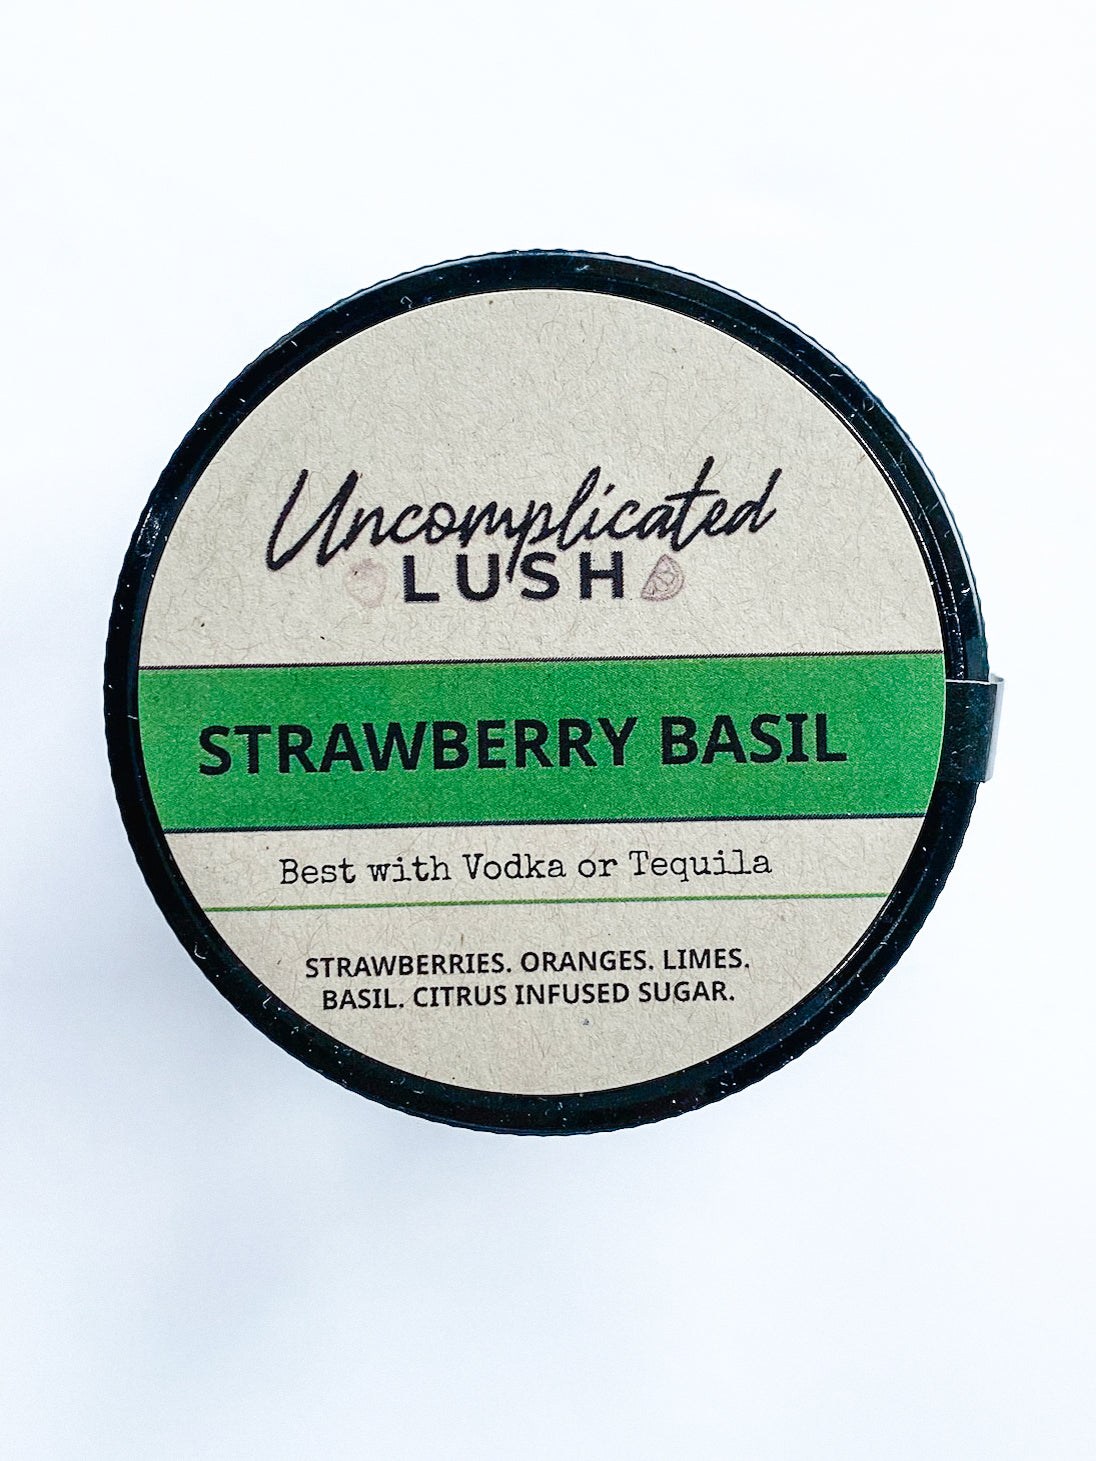 Uncomplicated
LUSH
STRAWBERRY BASIL
Best with Vodka or Tequila
STRAWBERRIES. ORANGES. LIMES.
BASIL. CITRUS INFUSED SUGAR.